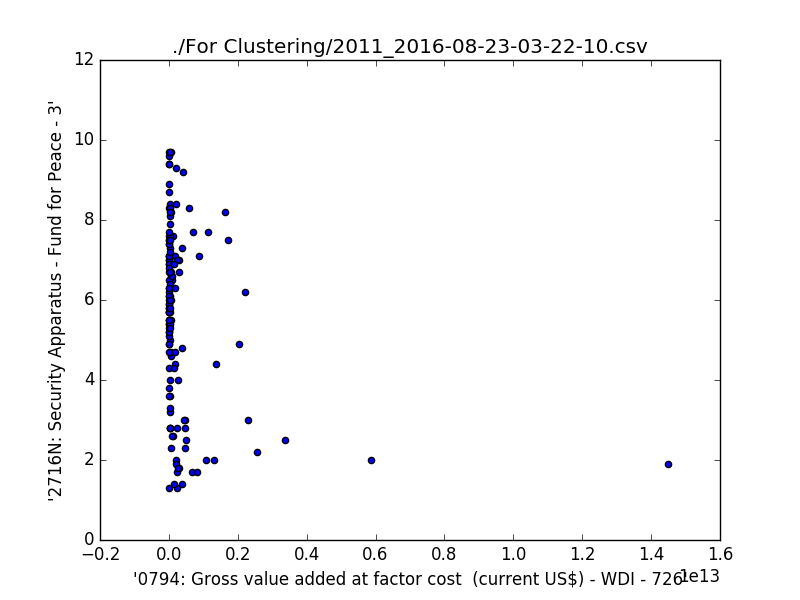 ./For Clustering/2011_2016-08-23-03-22-10.csv
12
10
8
6
4
2
0
'2716N: Security Apparatus - Fund for Peace - 3'
−0.2 0.0 0.2 0.4 0.6 0.8 1.0 1.2 1.4 1.6
1e13
'0794: Gross value added at factor cost  (current US$) - WDI - 726'